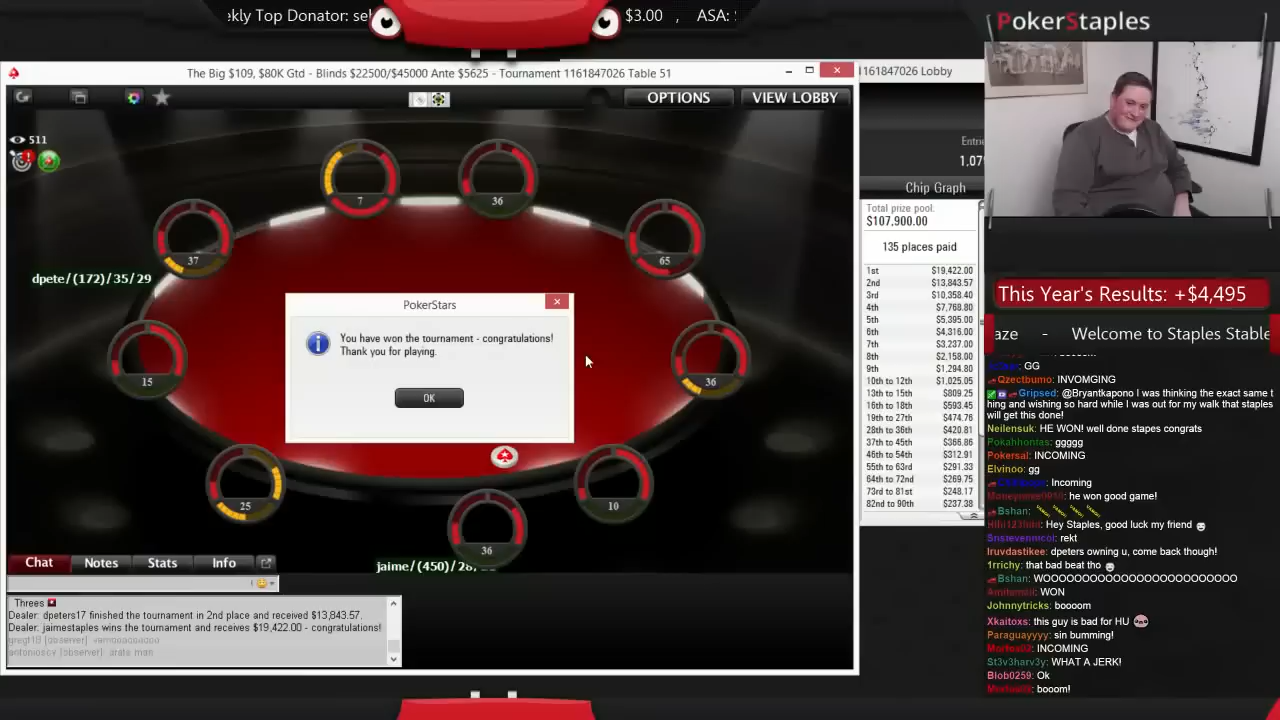 ekly Top Donator: sel
$3.00 , ASA:
PokerStaples
The Big $109, $80K Gtd - Blinds $22500/$45000 Ante $5625 - Tournament 1161847026 Table 51
1161847026 Lobby
OPTIONS
VIEW LOBBY
511
Entrie
1,079
Chip Graph
Total prize pool:
$107,900.00
135 places paid
1st $19,422.00
2nd $13,843.57
3rd $10,358.40
4th $7,768.80
5th $5,395.00
6th $4,316.00
7th $3,237.00
8th $2,158.00
9th $1,294.80
10th to 12th $1,025.05
13th to 15th $809.25
16th to 18th $593.45
19th to 27th $474.76
28th to 36th $420.81
37th to 45th $366.86
46th to 54th $312.91
55th to 63rd $291.33
64th to 72nd $269.75
73rd to 81st $248.17
82nd to 90th $237.38
7
36
37
65
dpete/(172)/35/29
15
36
25
10
36
jaime/(450)/28/
PokerStars
You have won the tournament - congratulations!
Thank you for playing.
OK
Chat
Notes
Stats
Info
Threes
Dealer: dpeters17 finished the tournament in 2nd place and received $13,843.57.
Dealer: jaimestaples wins the tournament and receives $19,422.00 - congratulations!
[observer]
[observer]
This Year's Results: +$4,495
aze - Welcome to Staples Stable
GG
Qzectbumo: INVOMGING
Gripsed: @Bryantkapono I was thinking the exact same t
hing and wishing so hard while I was out for my walk that staples
will get this done!
Neilensuk: HE WON! well done stapes congrats
Pokahhontas: ggggg
Pokersal: INCOMING
Elvinoo: gg
Incoming
he won good game!
Bshan:
Hey Staples, good luck my friend
Snstevennicol: rekt
Iruvdastikee: dpeters owning u, come back though!
1rrichy: that bad beat tho
Bshan: WOOOOOOOOOOOOOOOOOOOOOOOO
WON
Johnnytricks: boooom
Xkaitoxs: this guy is bad for HU
Paraguayyyy: sin bumming!
INCOMING
St3v3harv3y: WHAT A JERK!
Blob0259: Ok
booom!